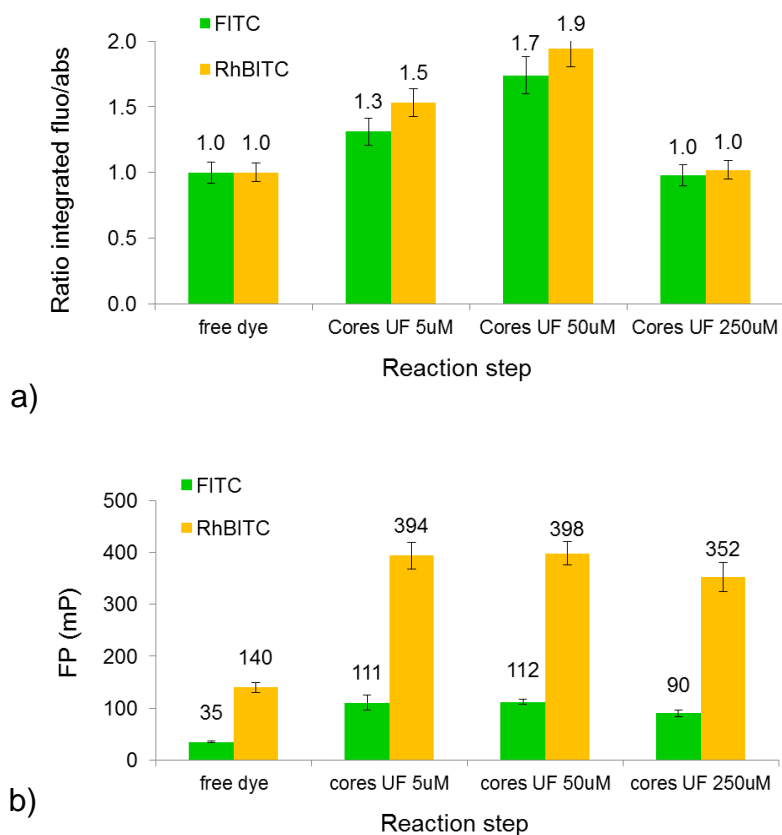 FITC
RhBITC
2.0
1.5
1.0
0.5
0.0
Ratio integrated fluo/abs
1.0 1.0
1.3 1.5
1.7 1.9
1.0 1.0
free dye Cores UF 5uM Cores UF 50uM Cores UF 250uM
Reaction step
a)
FITC
RhBITC
500
400
300
200
100
0
FP (mP)
35 140
111 394
112 398
90 352
free dye cores UF 5uM cores UF 50uM cores UF 250uM
Reaction step
b)